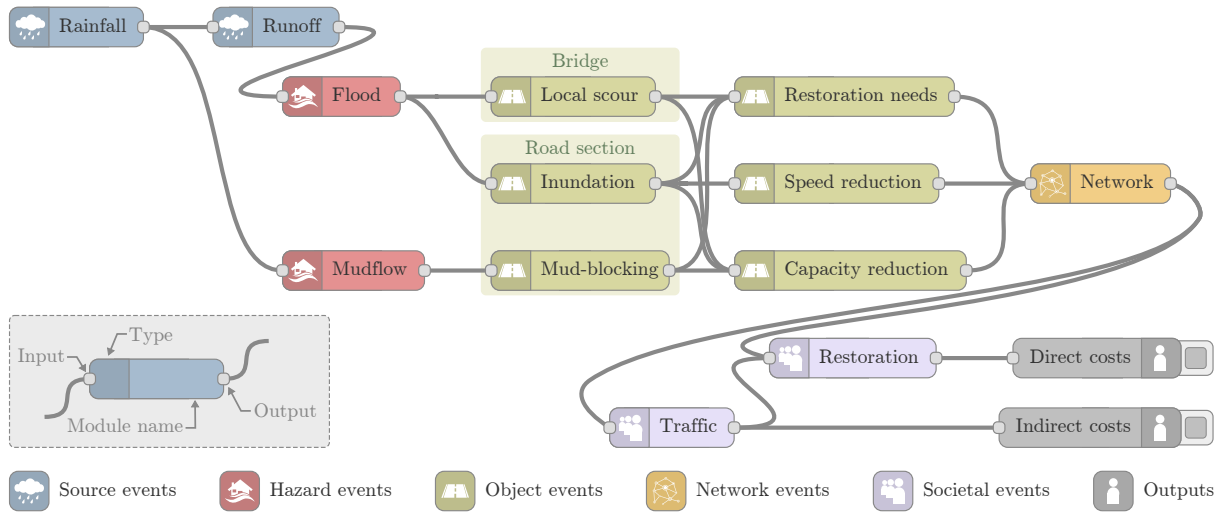 Rainfall
Runoff
Bridge
Flood
Local scour
Restoration needs
Road section
Inundation
Speed reduction
Network
Mudflow
Mud-blocking
Capacity reduction
Type
Input
Output
Module name
Restoration
Direct costs
Traffic
Indirect costs
Source events
Hazard events
Object events
Network events
Societal events
Outputs